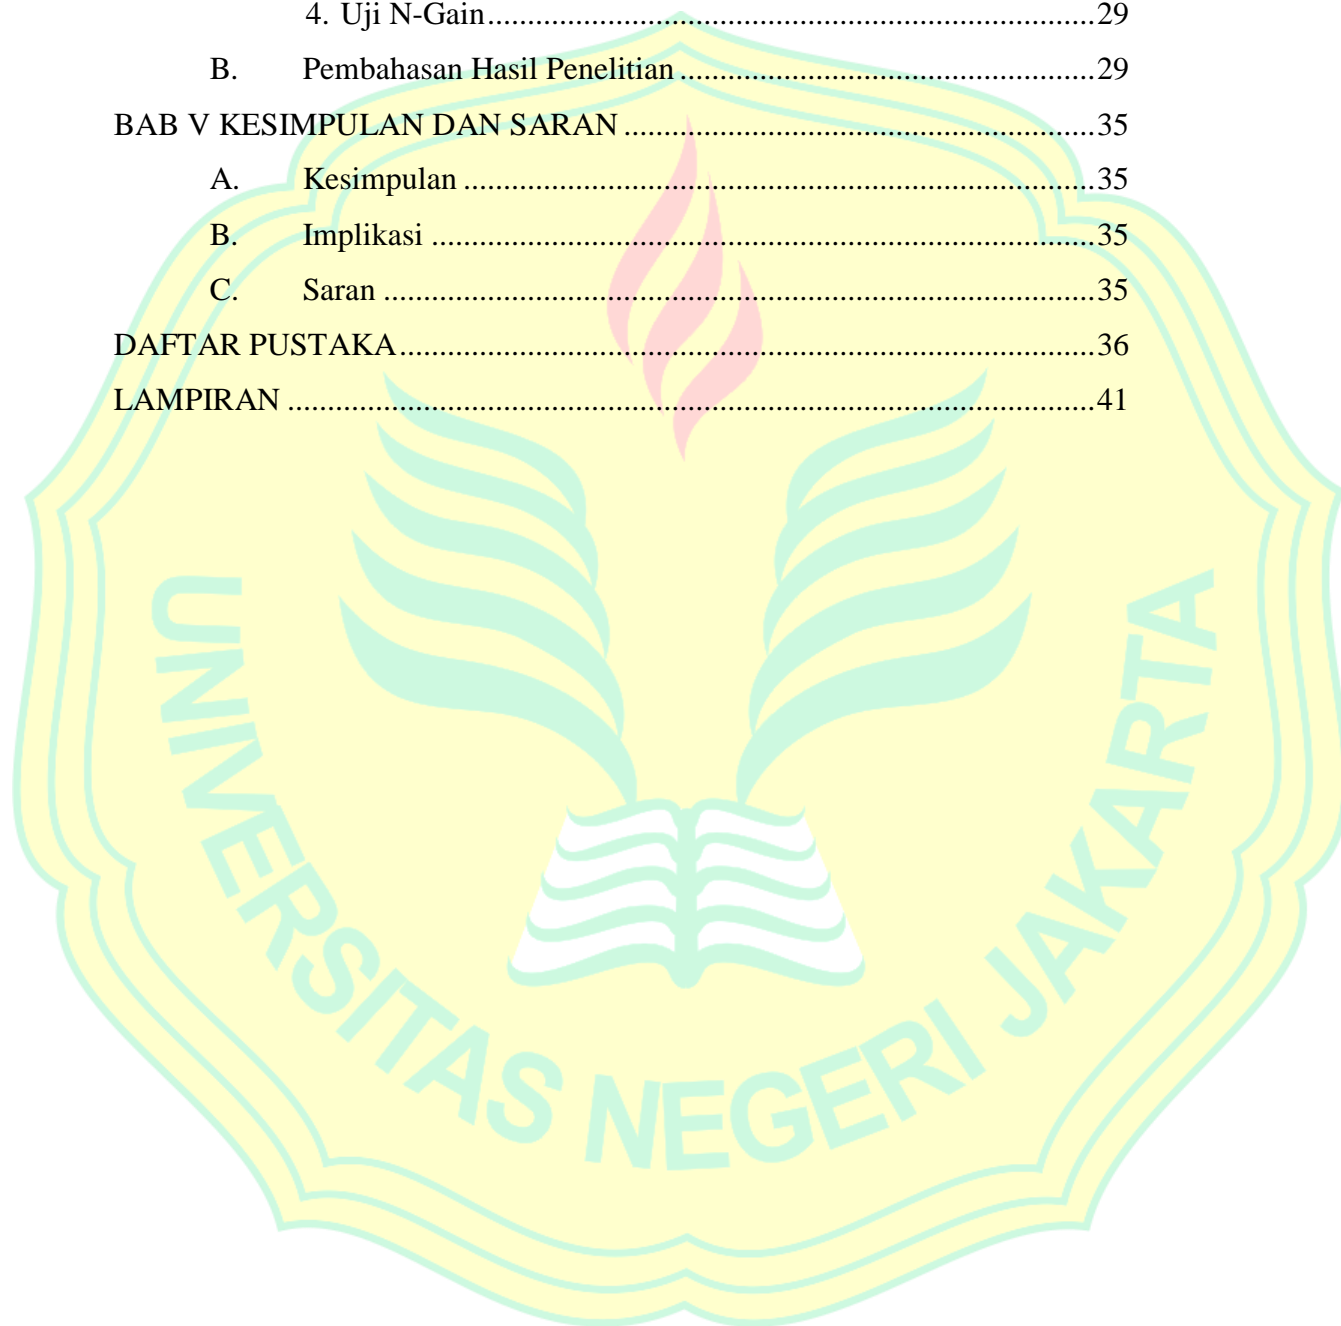 4. Uji N-Gain............................................................................29
B. Pembahasan Hasil Penelitian....................................................29
BAB V KESIMPULAN DAN SARAN...........................................................35
A. Kesimpulan...............................................................................35
B. Implikasi...................................................................................35
C. Saran.........................................................................................35
DAFTAR PUSTAKA.......................................................................................36
LAMPIRAN.....................................................................................................41
UNIVERSITAS NEGERI JAKARTA